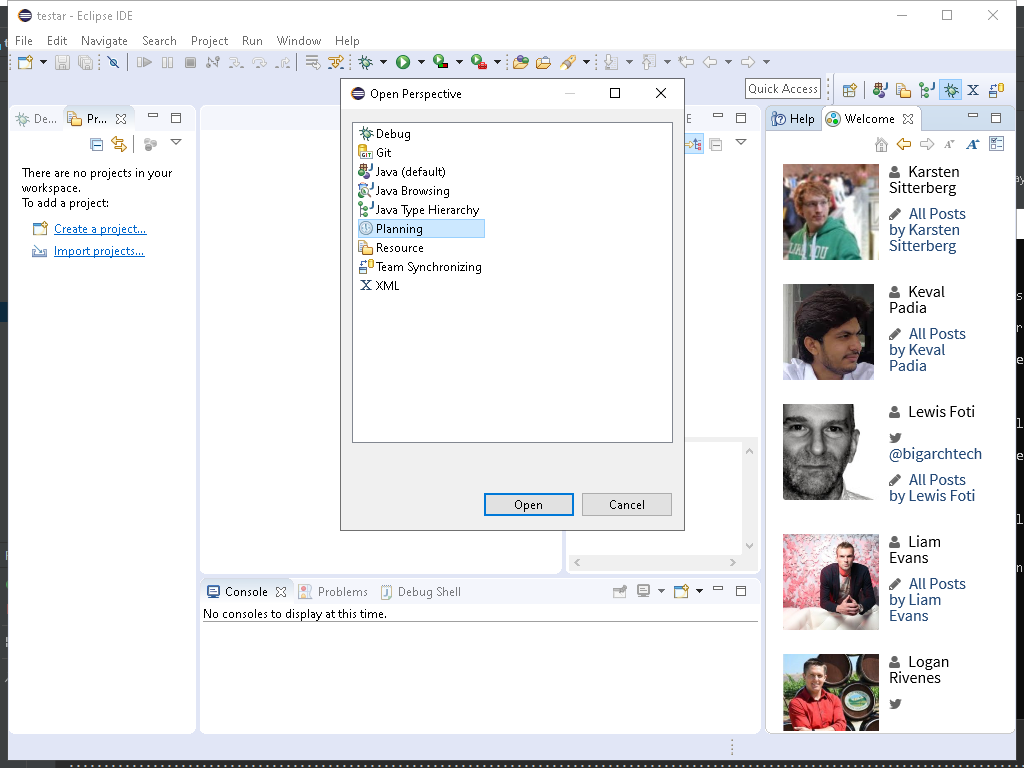 testar - Eclipse IDE
File Edit Navigate Search Project Run Window Help
Quick Access
De...
Pr...
There are no projects in your
workspace.
To add a project:
Create a project...
Import projects...
Open Perspective
Debug
Git
Java (default)
Java Browsing
Java Type Hierarchy
Planning
Resource
Team Synchronizing
XML
Open
Cancel
Console
Problems
Debug Shell
No consoles to display at this time.
Help
Welcome
Karsten
Sitterberg
All Posts
by Karsten
Sitterberg
Keval
Padia
All Posts
by Keval
Padia
Lewis Foti
@bigarchtech
All Posts
by Lewis Foti
Liam
Evans
All Posts
by Liam
Evans
Logan
Rivenes